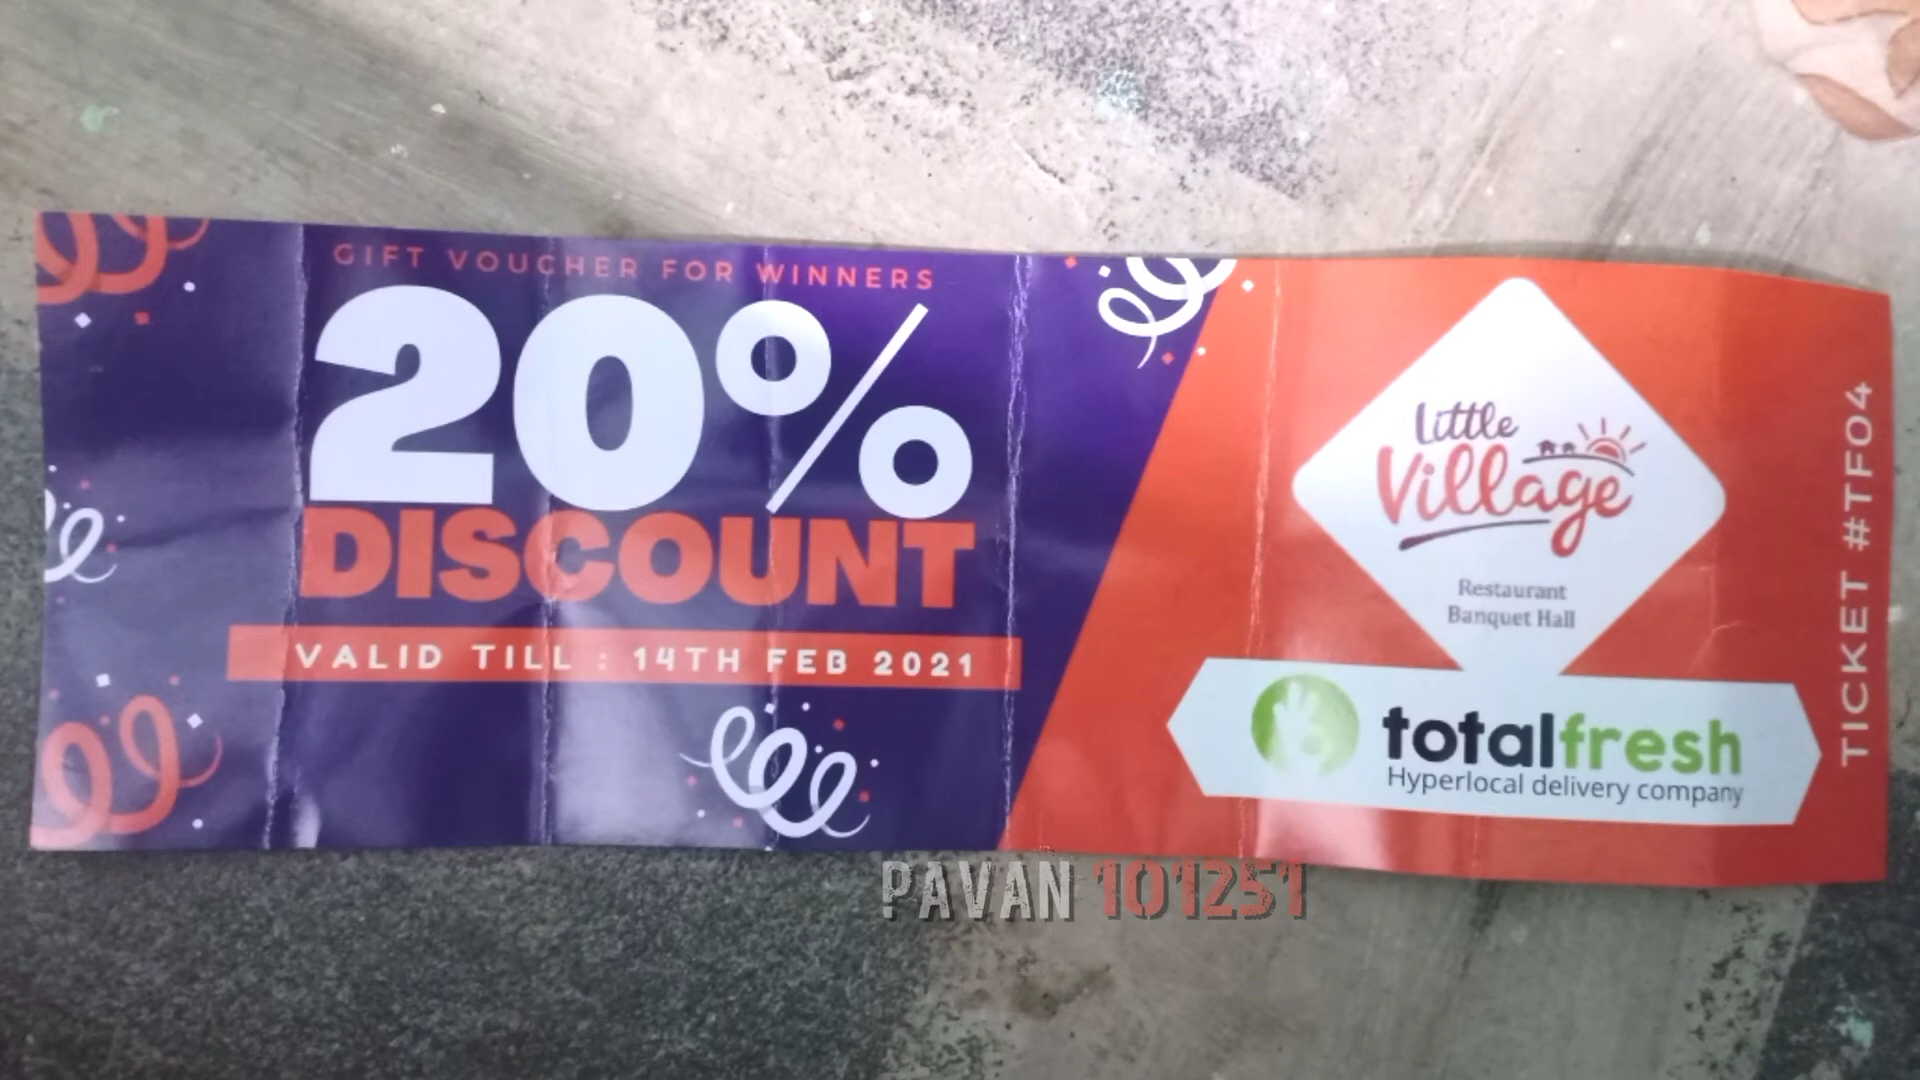 GIFT VOUCHER FOR WINNERS
20%
DISCOUNT
VALID TILL : 14TH FEB 2021
Little
Village
Restaurant
Banquet Hall
totalfresh
Hyperlocal delivery company
TICKET #TF04
PAVAN 101251